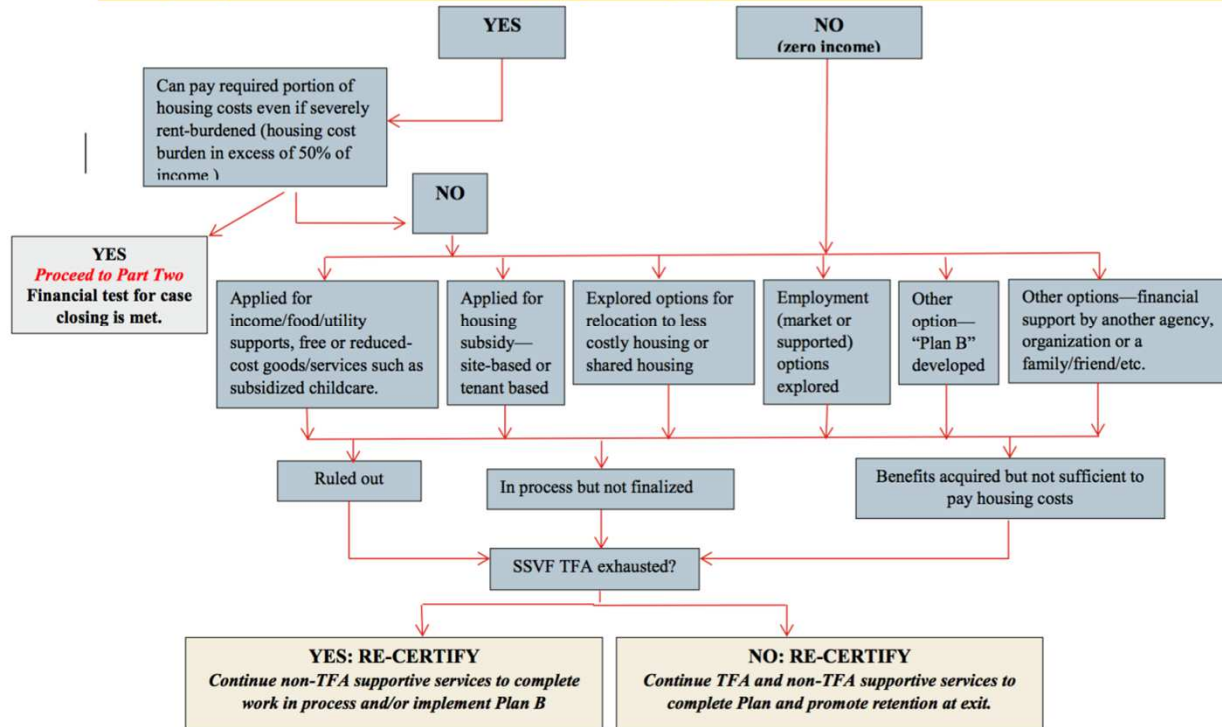 YES
NO
(zero income)
Can pay required portion of
housing costs even if severely
rent-burdened (housing cost
burden in excess of 50% of
income )
NO
YES
Proceed to Part Two
Financial test for case
closing is met.
Applied for
income/food/utility
supports, free or reduced-
cost goods/services such as
subsidized childcare.
Applied for
housing
subsidy—
site-based or
tenant based
Explored options for
relocation to less
costly housing or
shared housing
Employment
(market or
supported)
options
explored
Other
option—
“Plan B”
developed
Other options—financial
support by another agency,
organization or a
family/friend/etc.
Ruled out
In process but not finalized
Benefits acquired but not sufficient to
pay housing costs
SSVF TFA exhausted?
YES: RE-CERTIFY
Continue non-TFA supportive services to complete
work in process and/or implement Plan B
NO: RE-CERTIFY
Continue TFA and non-TFA supportive services to
complete Plan and promote retention at exit.